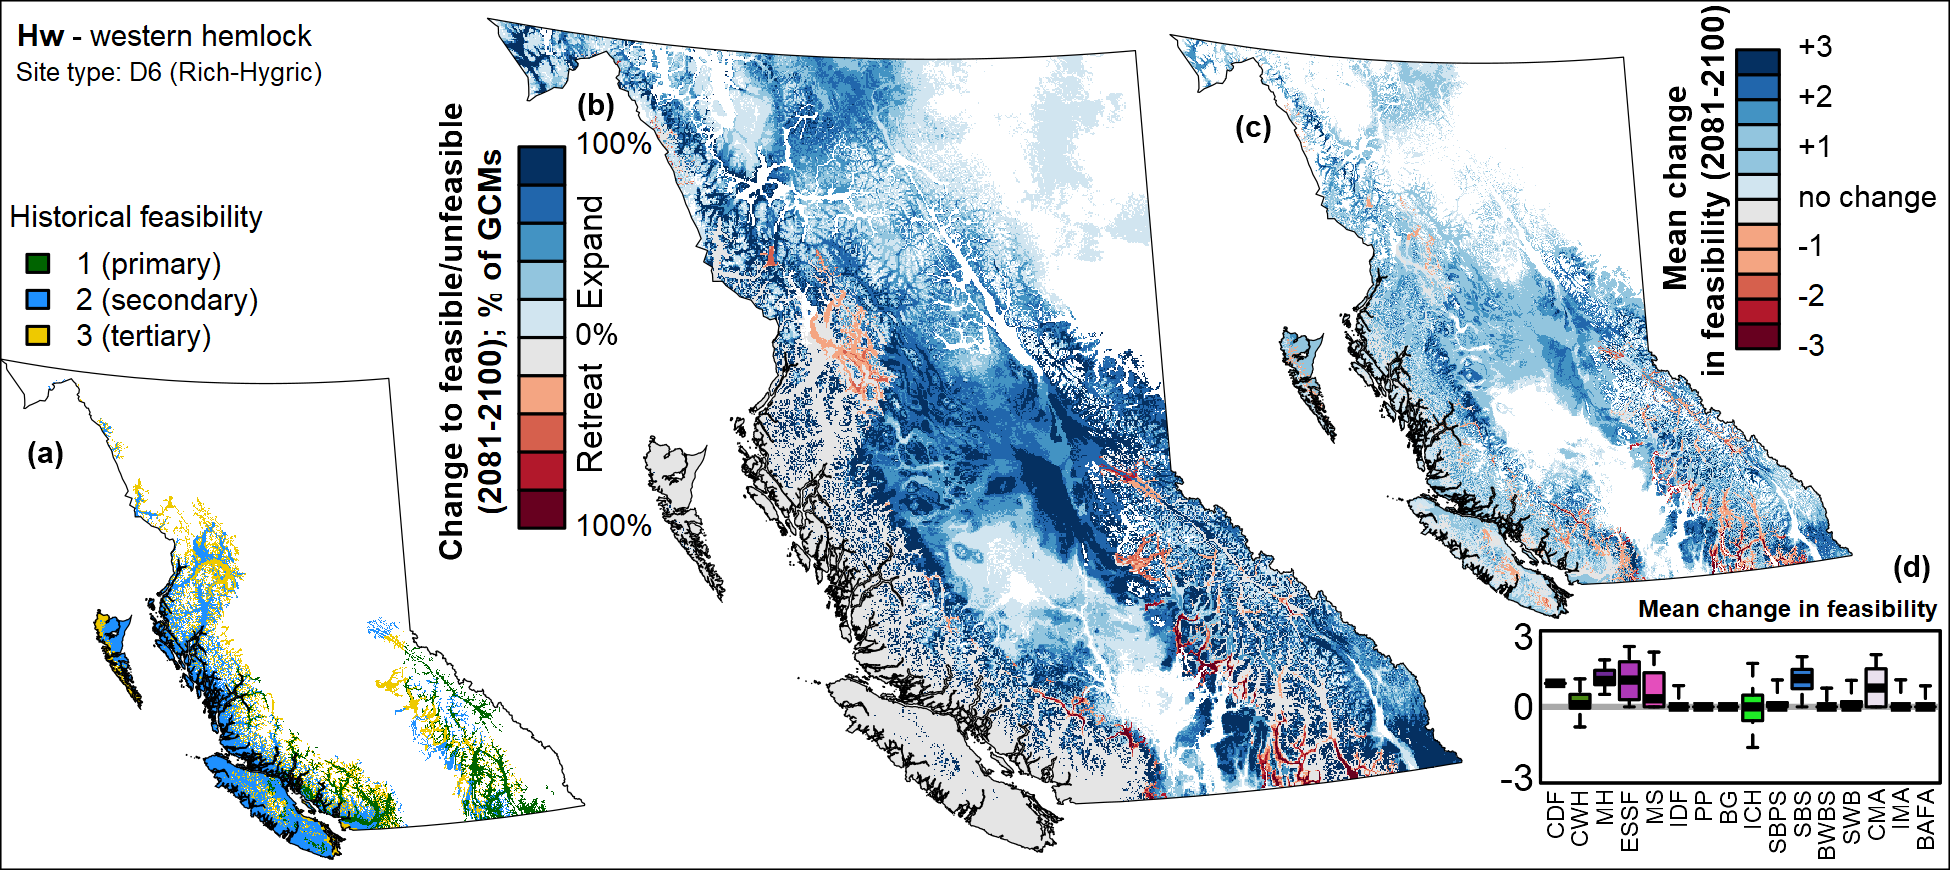 Hw - western hemlock
Site type: D6 (Rich-Hygric)
Historical feasibility
1 (primary)
2 (secondary)
3 (tertiary)
(a)
Change to feasible/unfeasible
(2081-2100); % of GCMs
100%
Expand
0%
Retreat
100%
(b)
(c)
Mean change
in feasibility (2081-2100)
+3
+2
+1
no change
-1
-2
-3
(d)
Mean change in feasibility
3
0
-3
CDF
CWH
MH
ESSF
MS
IDF
PP
BG
ICH
SBPS
SBS
BWBS
SWB
CMA
IMA
BAFA